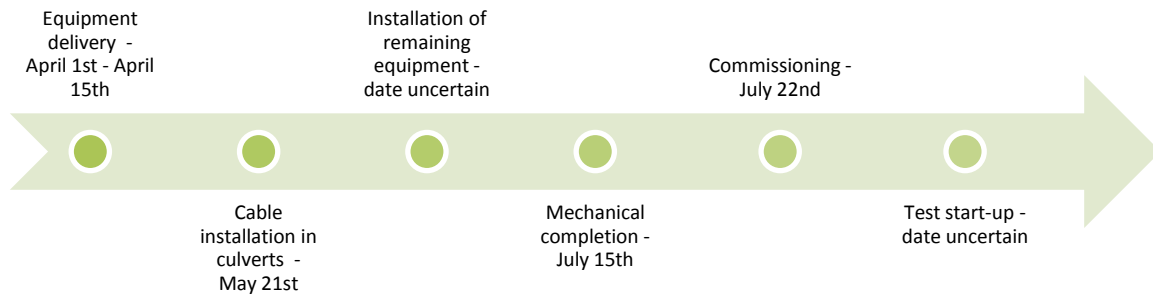 Equipment
delivery -
April 1st - April
15th
Cable
installation in
culverts -
May 21st
Installation of
remaining
equipment -
date uncertain
Mechanical
completion -
July 15th
Commissioning -
July 22nd
Test start-up -
date uncertain